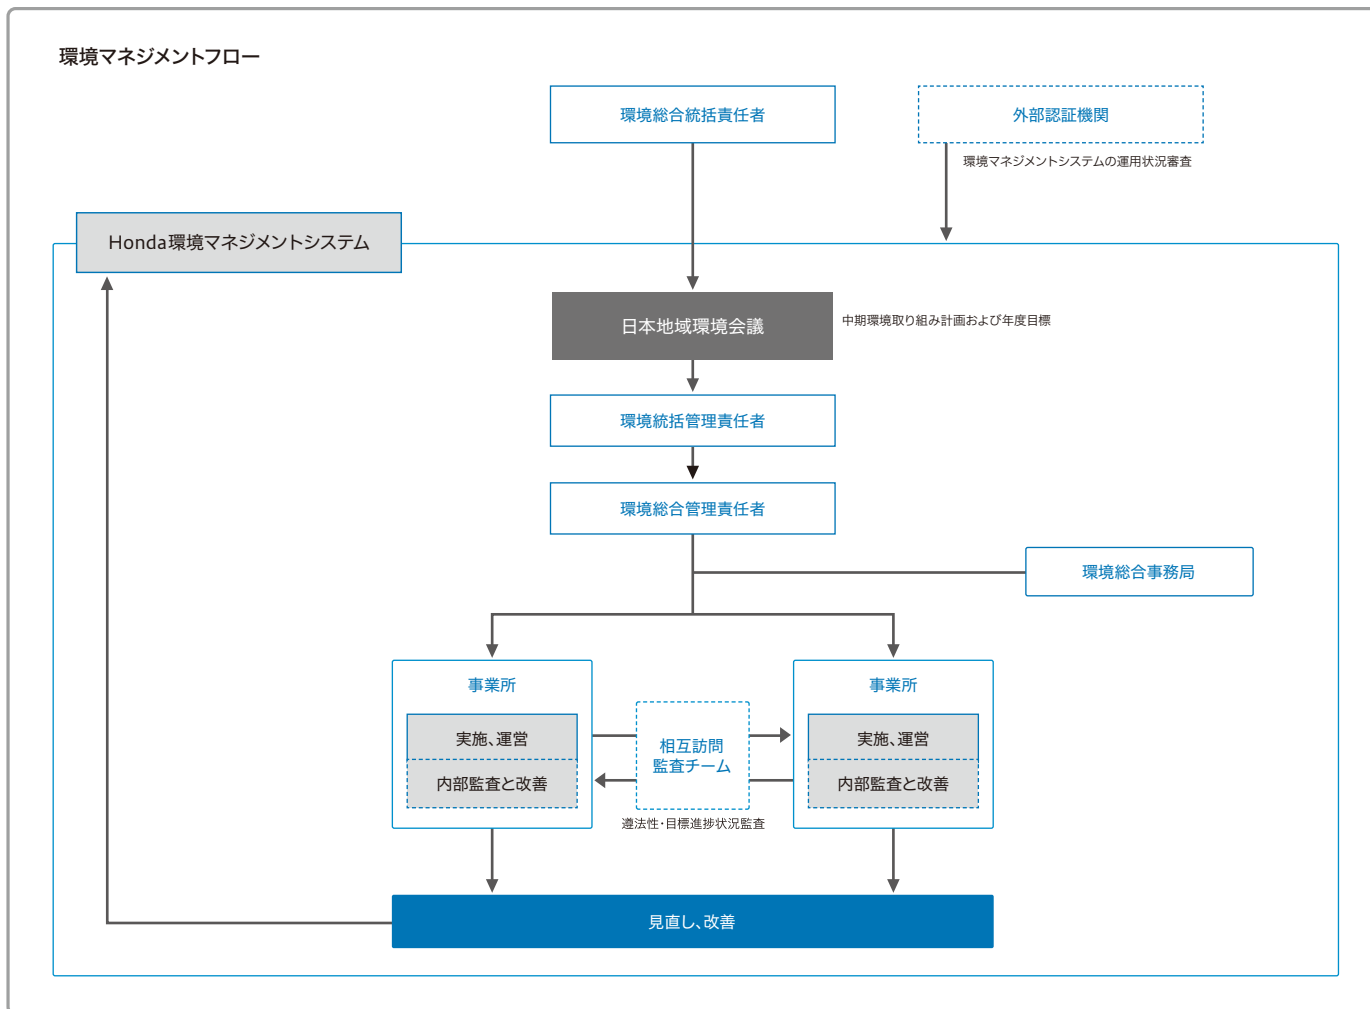 環境マネジメントフロー
環境総合統括責任者
外部認証機関
環境マネジメントシステムの運用状況審査
Honda環境マネジメントシステム
日本地域環境会議
中期環境取り組み計画および年度目標
環境統括管理責任者
環境総合管理責任者
環境総合事務局
事業所
実施、運営
内部監査と改善
相互訪問
監査チーム
遵法性・目標進捗状況監査
事業所
実施、運営
内部監査と改善
見直し、改善